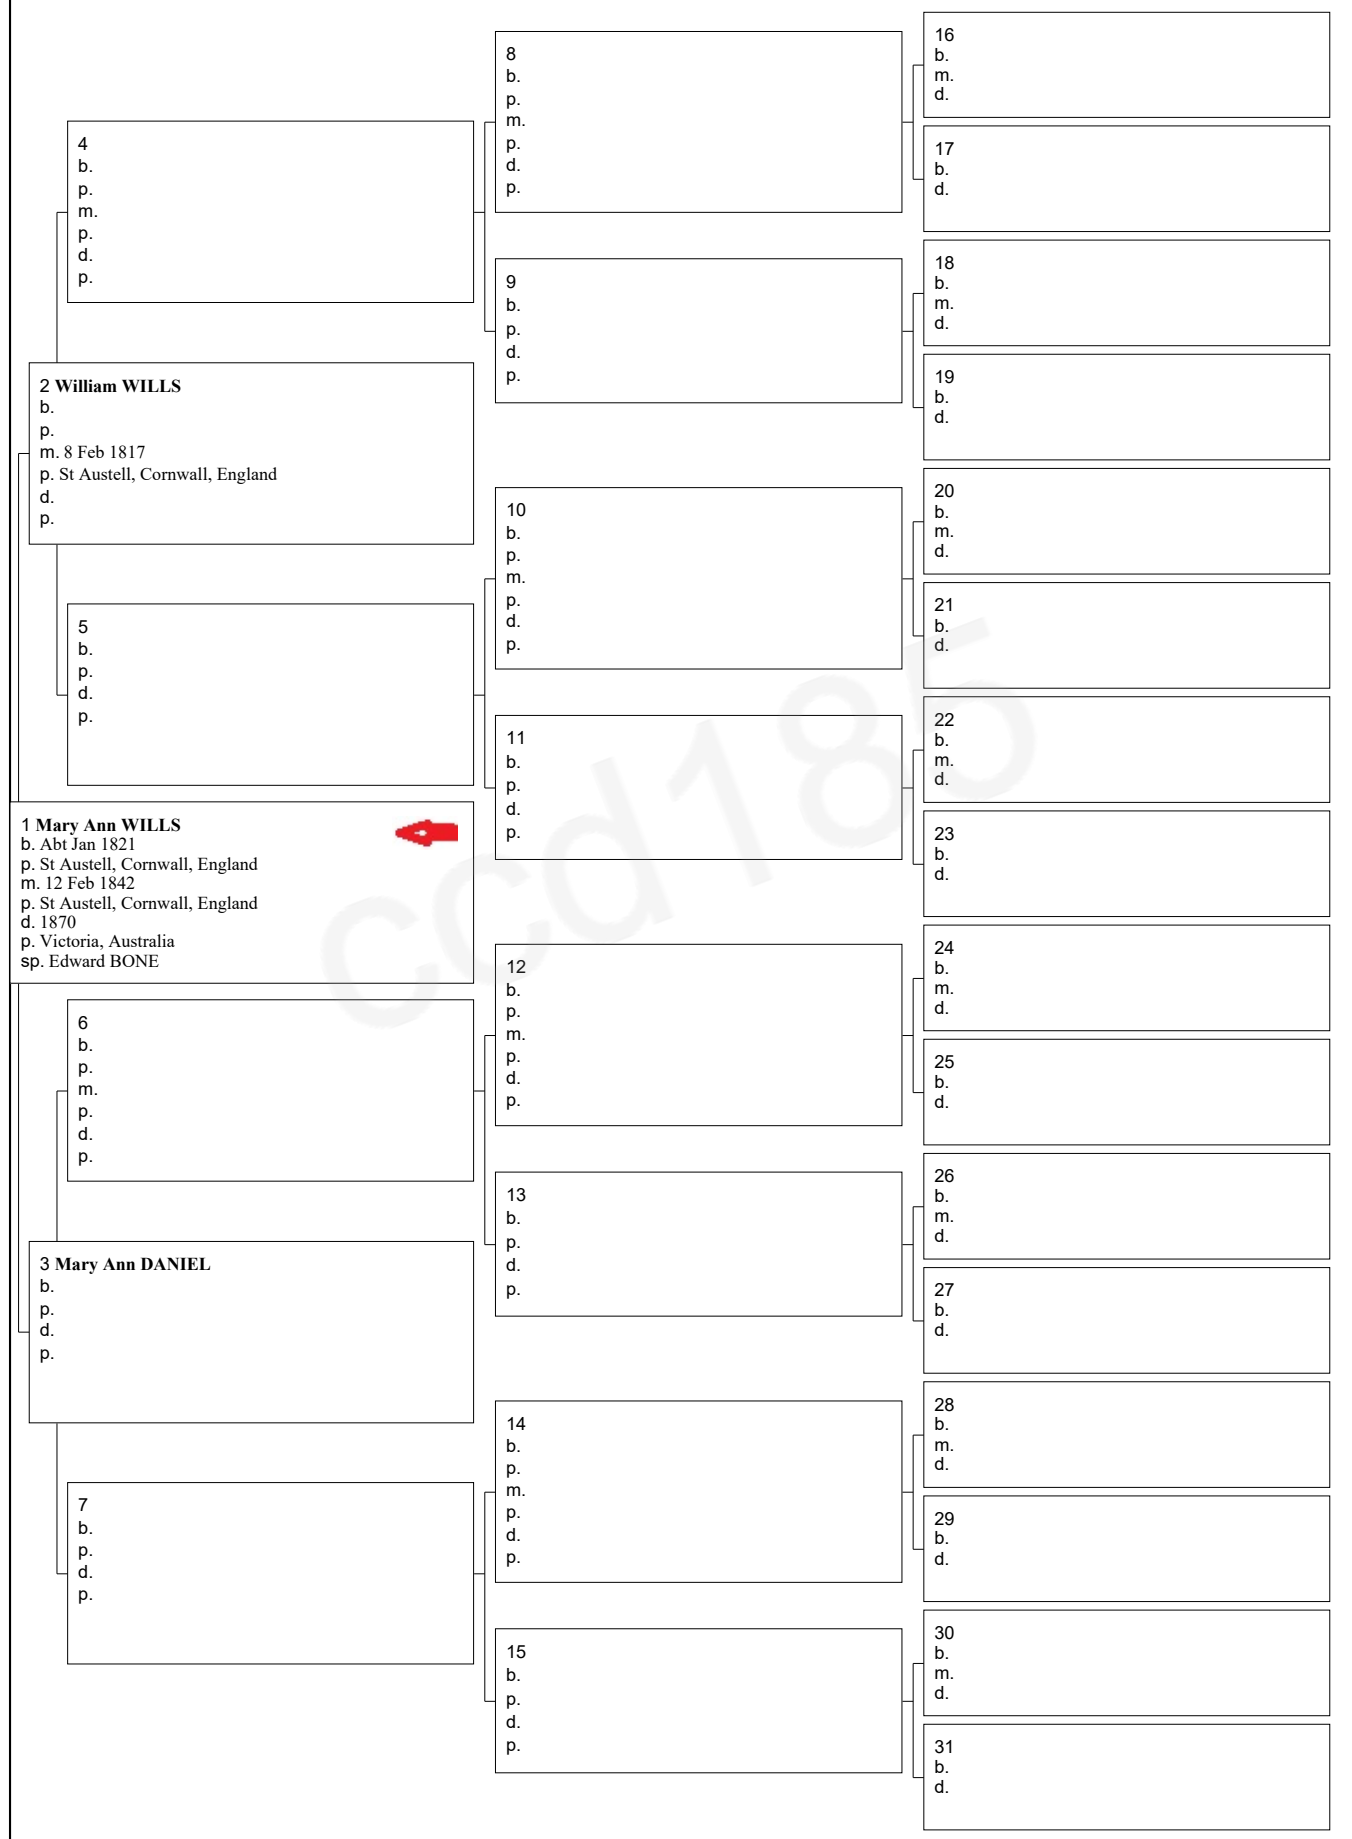 4
b.
p.
m.
p.
d.
p.
2 William WILLS
b.
p.
m. 8 Feb 1817
p. St Austell, Cornwall, England
d.
p.
5
b.
p.
d.
p.
1 Mary Ann WILLS
b. Abt Jan 1821
p. St Austell, Cornwall, England
m. 12 Feb 1842
p. St Austell, Cornwall, England
d. 1870
p. Victoria, Australia
sp. Edward BONE
6
b.
p.
m.
p.
d.
p.
3 Mary Ann DANIEL
b.
p.
d.
p.
7
b.
p.
d.
p.
8
b.
p.
m.
p.
d.
p.
9
b.
p.
d.
p.
10
b.
p.
m.
p.
d.
p.
11
b.
p.
d.
p.
12
b.
p.
m.
p.
d.
p.
13
b.
p.
d.
p.
14
b.
p.
m.
p.
d.
p.
15
b.
p.
d.
p.
16
b.
m.
d.
17
b.
d.
18
b.
m.
d.
19
b.
d.
20
b.
m.
d.
21
b.
d.
22
b.
m.
d.
23
b.
d.
24
b.
m.
d.
25
b.
d.
26
b.
m.
d.
27
b.
d.
28
b.
m.
d.
29
b.
d.
30
b.
m.
d.
31
b.
d.
ccd185